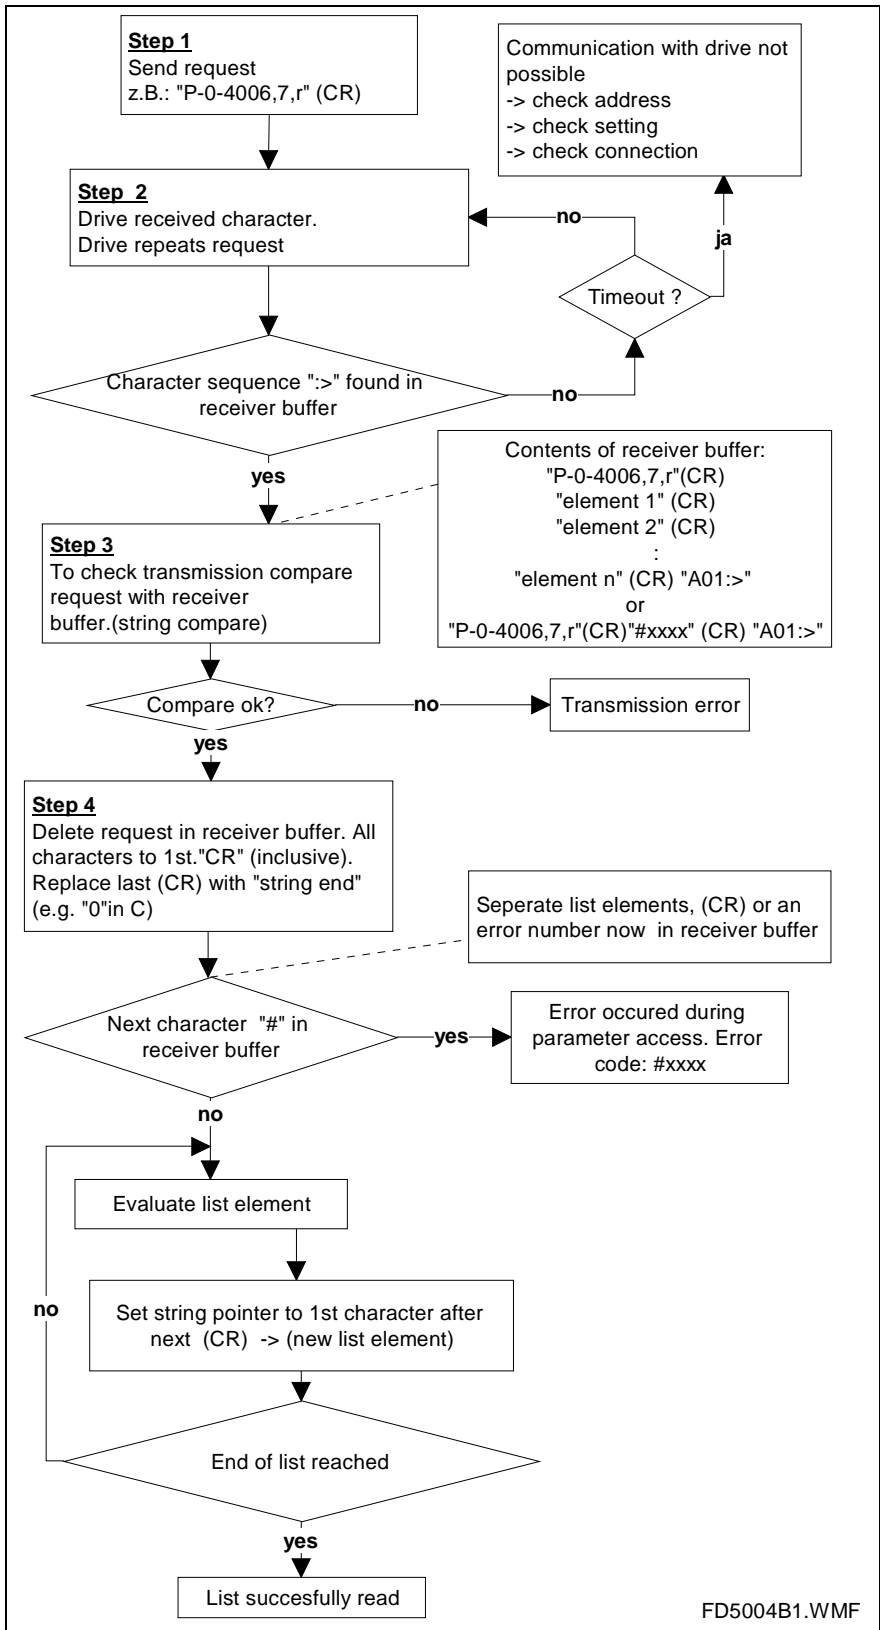 Step 1
Send request
z.B.: "P-0-4006,7,r" (CR)
Communication with drive not
possible
-> check address
-> check setting
-> check connection
Step  2
Drive received character.
Drive repeats request
no
ja
Timeout ?
Character sequence ":>" found in
receiver buffer
no
yes
Contents of receiver buffer:
"P-0-4006,7,r"(CR)
"element 1" (CR)
"element 2" (CR)
:
"element n" (CR) "A01:>"
or
"P-0-4006,7,r"(CR)"#xxxx" (CR) "A01:>"
Step 3
To check transmission compare
request with receiver
buffer.(string compare)
Compare ok?
no
Transmission error
yes
Step 4
Delete request in receiver buffer. All
characters to 1st."CR" (inclusive).
Replace last (CR) with "string end"
(e.g. "0"in C)
Seperate list elements, (CR) or an
error number now  in receiver buffer
Next character  "#" in
receiver buffer
yes
Error occured during
parameter access. Error
code: #xxxx
no
Evaluate list element
no
Set string pointer to 1st character after
next  (CR)  -> (new list element)
End of list reached
yes
List succesfully read
FD5004B1.WMF